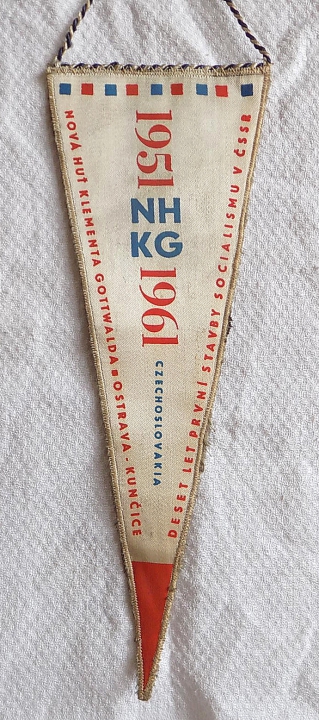 NOVÁ HUŤ KLEMENTA GOTTWALDA ■ OSTRAVA - KUNČICE
1951
NH
KG
1961
CZECHOSLOVAKIA
DESET LET PRVNÍ STAVBY SOCIALISMU V ČSSR